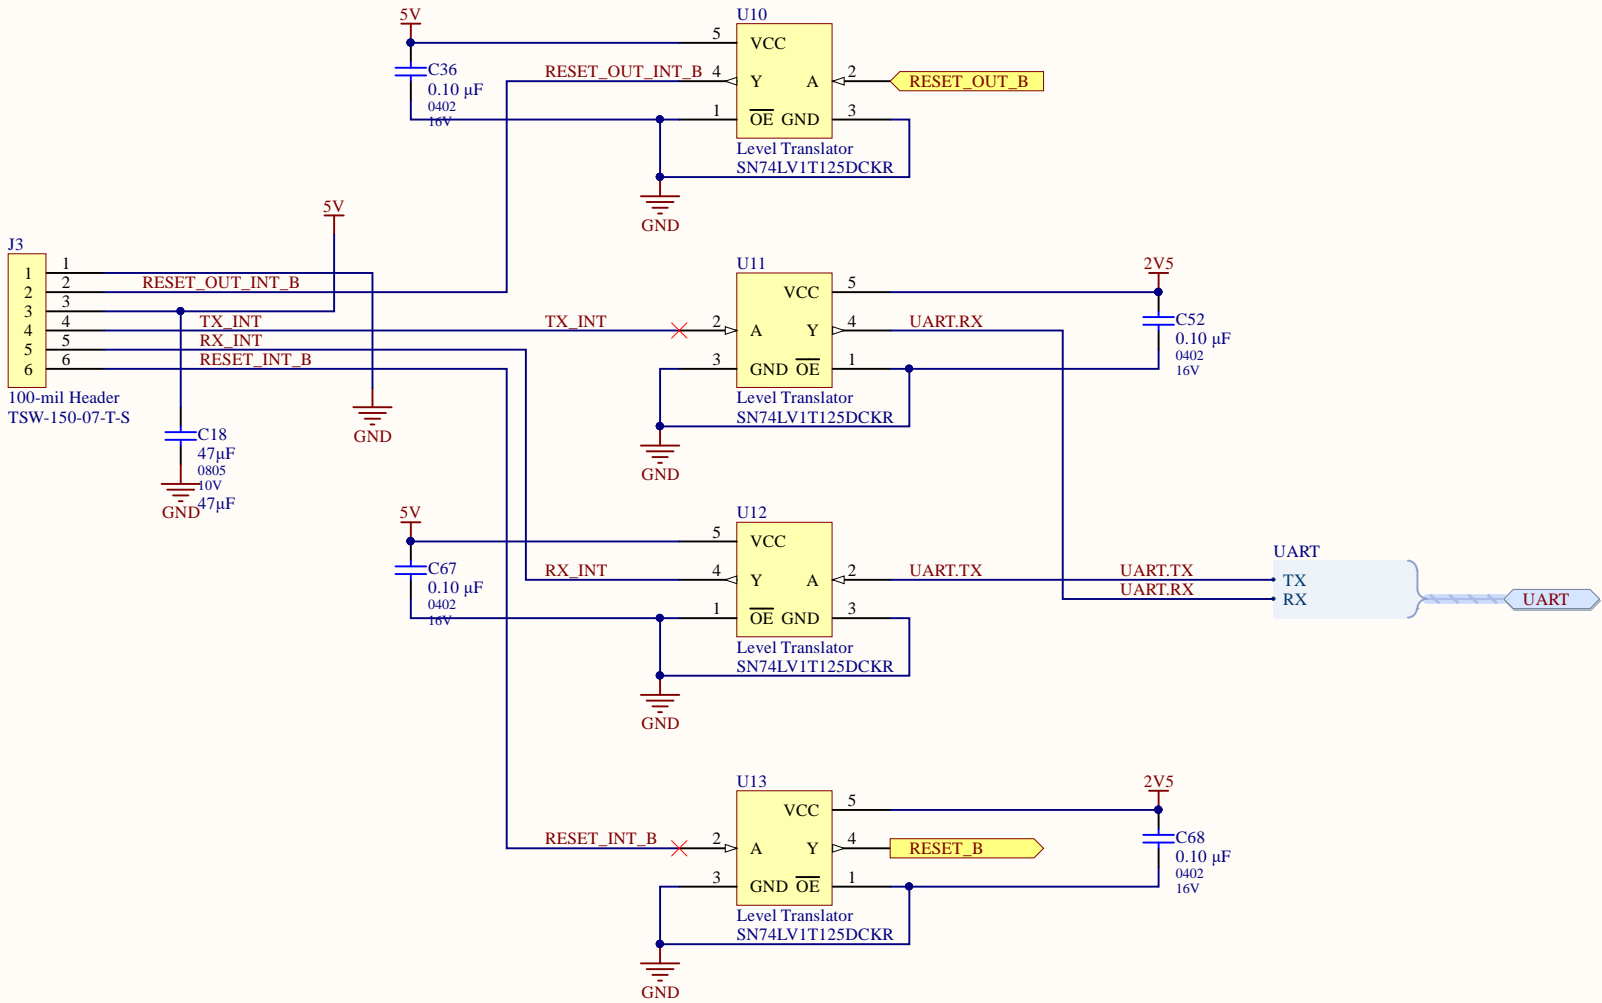 5V
C36
0.10 µF
0402
16V
RESET_OUT_INT_B
U10
5 VCC
4 Y A 2
1 OE GND 3
Level Translator
SN74LV1T125DCKR
RESET_OUT_B
GND
5V
J3
1 1
2 2 RESET_OUT_INT_B
3 3
4 4 TX_INT
5 5 RX_INT
6 6 RESET_INT_B
100-mil Header
TSW-150-07-T-S
GND
C18
47µF
0805
10V
47µF
GND
TX_INT
U11
VCC 5
2 A Y 4
3 GND OE 1
Level Translator
SN74LV1T125DCKR
UART.RX
GND
2V5
C52
0.10 µF
0402
16V
5V
C67
0.10 µF
0402
16V
RX_INT
U12
5 VCC
4 Y A 2
1 OE GND 3
Level Translator
SN74LV1T125DCKR
UART.TX
GND
UART.TX
UART.RX
UART
TX
RX
UART
RESET_INT_B
U13
VCC 5
2 A Y 4
3 GND OE 1
Level Translator
SN74LV1T125DCKR
RESET_B
GND
2V5
C68
0.10 µF
0402
16V